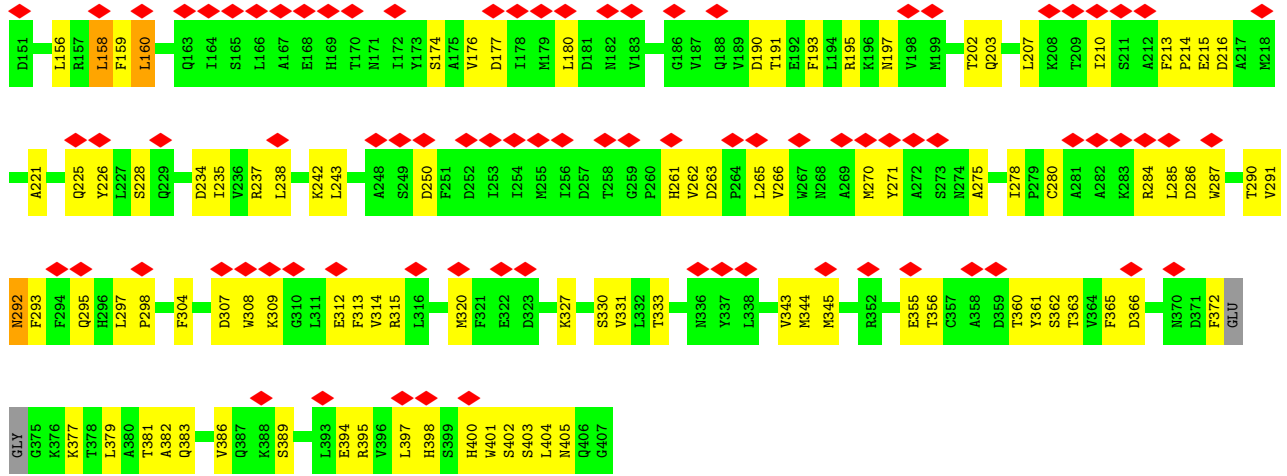 D151 L156 R157 L158 F159 L160 Q163 I164 S165 L166 A167 E168 H169 T170 N171 I172 Y173 S174 A175 V176 D177 I178 M179 L180 D181 N182 V183 G186 V187 Q188 V189 D190 T191 E192 F193 L194 R195 K196 N197 V198 M199 T202 Q203 L207 K208 T209 I210 S211 A212 F213 P214 E215 D216 A217 M218
A221 Q225 Y226 L227 S228 Q229 D234 I235 V236 R237 L238 K242 L243 A248 S249 D250 F251 D252 I253 I254 M255 I256 D257 T258 G259 P260 H261 V262 D263 P264 L265 V266 W267 N268 A269 M270 Y271 A272 S273 N274 A275 I278 P279 C280 A281 A282 K283 R284 L285 D286 W287 T290 V291
N292 F293 F294 Q295 H296 L297 P298 F304 D307 W308 K309 G310 L311 E312 F313 V314 R315 L316 M320 F321 E322 D323 K327 S330 V331 L332 T333 N336 Y337 L338 V343 M344 M345 R352 E355 T356 C357 A358 D359 T360 Y361 S362 T363 V364 F365 D366 N370 D371 F372 GLU
GLY G375 K376 K377 T378 L379 A380 T381 A382 Q383 V386 Q387 K388 S389 L393 E394 R395 V396 L397 H398 S399 H400 W401 S402 S403 L404 N405 Q406 G407